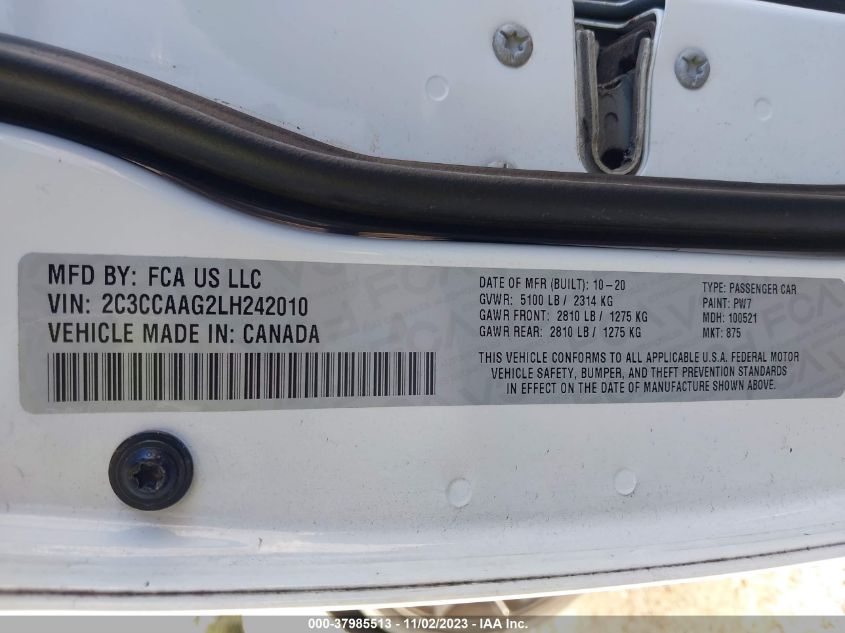 MFD BY: FCA US LLC
VIN: 2C3CCAAG2LH242010
VEHICLE MADE IN: CANADA
DATE OF MFR (BUILT): 10-20
GVWR: 5100 LB / 2314 KG
GAWR FRONT: 2810 LB / 1275 KG
GAWR REAR: 2810 LB / 1275 KG
TYPE: PASSENGER CAR
PAINT: PW7
MDH: 100521
MKT: 875
THIS VEHICLE CONFORMS TO ALL APPLICABLE U.S.A. FEDERAL MOTOR
VEHICLE SAFETY, BUMPER, AND THEFT PREVENTION STANDARDS
IN EFFECT ON THE DATE OF MANUFACTURE SHOWN ABOVE.
000-37985513 - 11/02/2023 - IAA Inc.